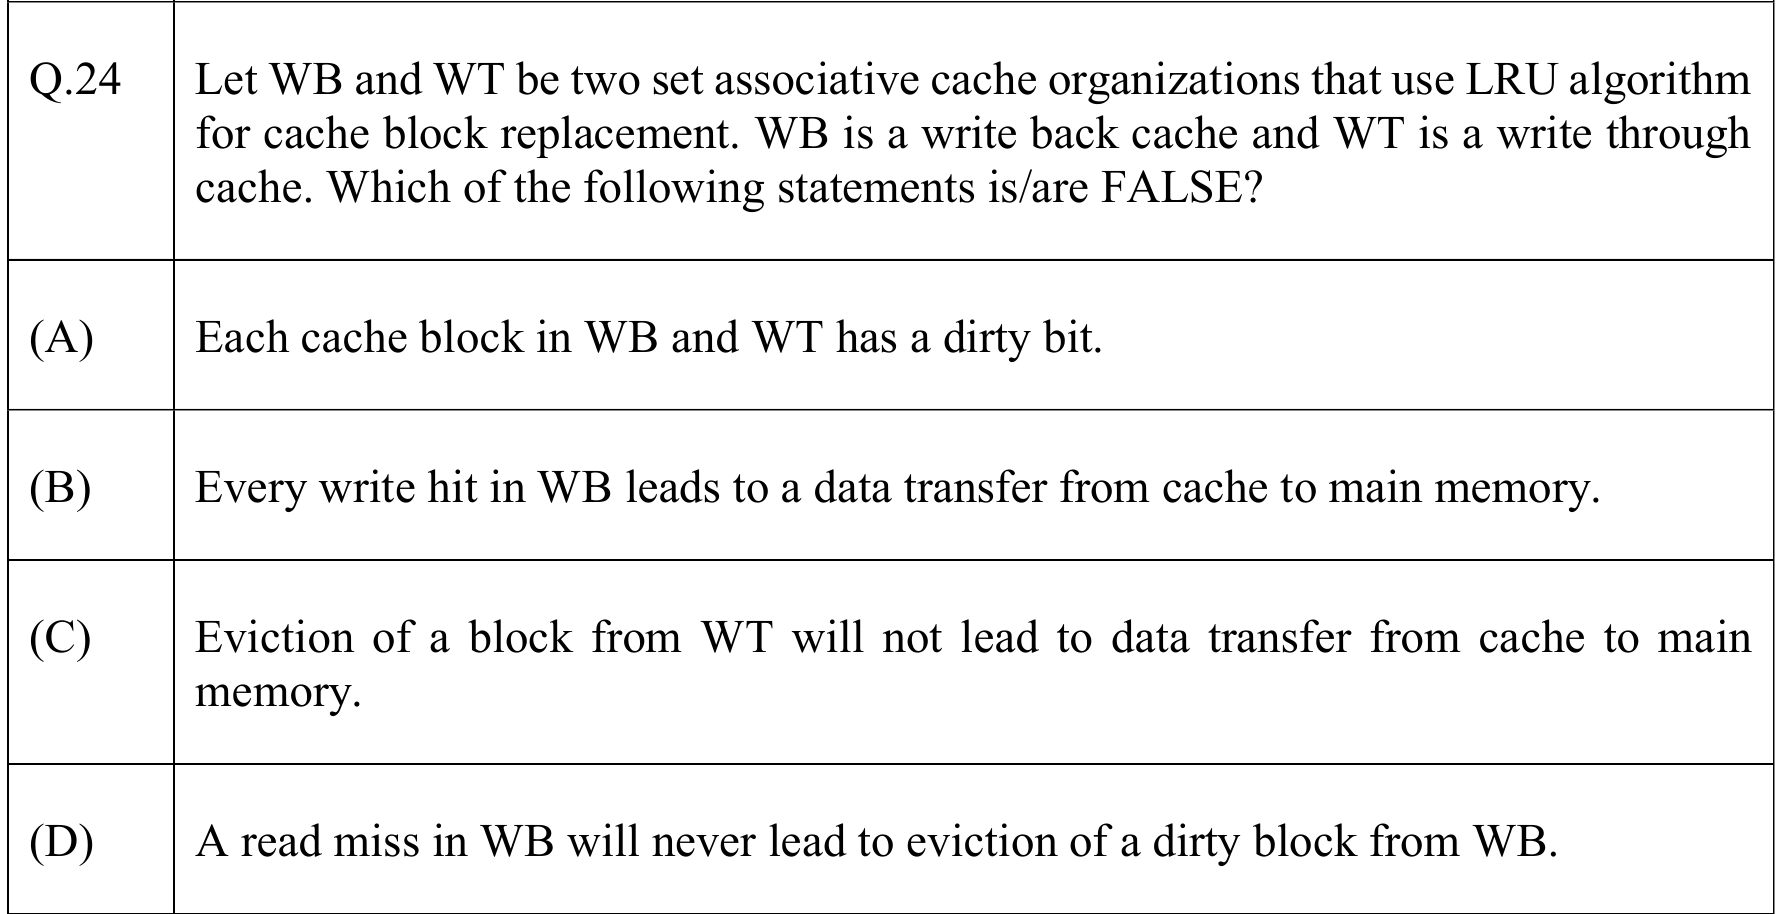 Q.24 Let WB and WT be two set associative cache organizations that use LRU algorithm
for cache block replacement. WB is a write back cache and WT is a write through
cache. Which of the following statements is/are FALSE?
(A) Each cache block in WB and WT has a dirty bit.
(B) Every write hit in WB leads to a data transfer from cache to main memory.
(C) Eviction of a block from WT will not lead to data transfer from cache to main
memory.
(D) A read miss in WB will never lead to eviction of a dirty block from WB.